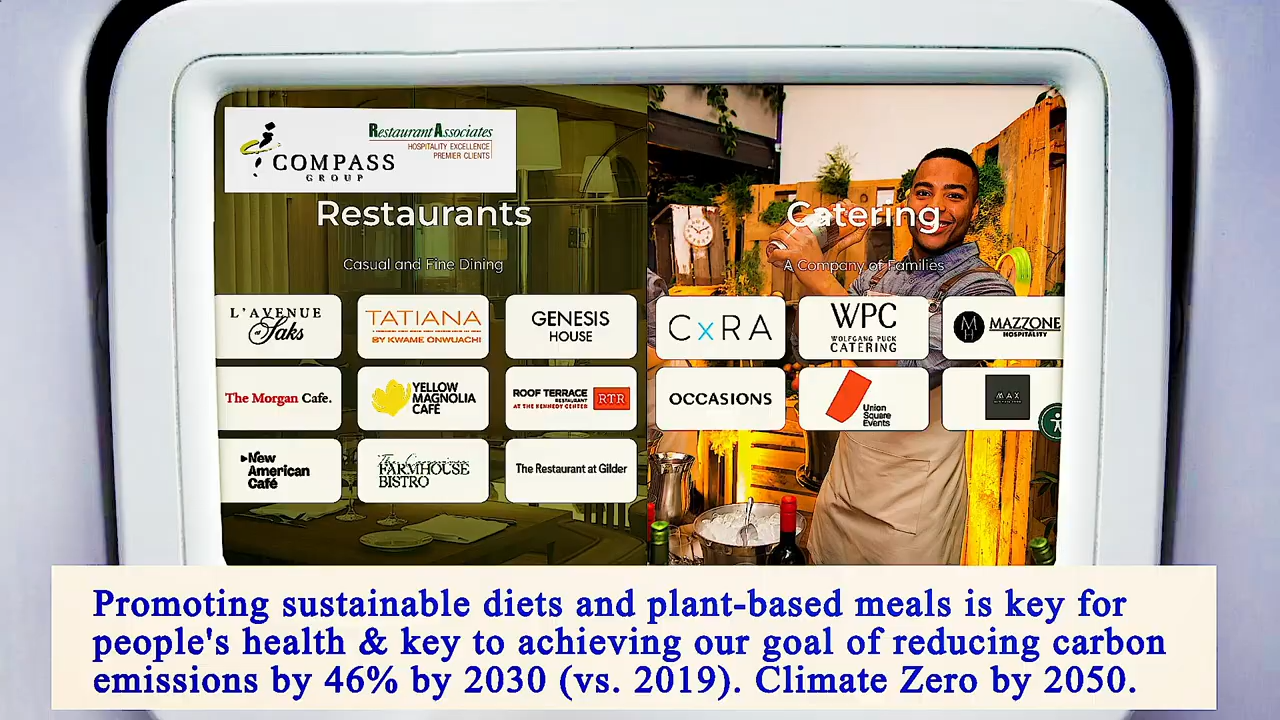 COMPASS
GROUP
Restaurant Associates
HOSPITALITY EXCELLENCE
PREMIER CLIENTS
Restaurants
Casual and Fine Dining
L'AVENUE
at Saks
TATIANA
BY KWAME ONWUACHI
GENESIS
HOUSE
The Morgan Cafe.
YELLOW
MAGNOLIA
CAFÉ
ROOF TERRACE
RESTAURANT
AT THE KENNEDY CENTER
RTR
New
American
Café
FARMHOUSE
BISTRO
The Restaurant at Gilder
Catering
A Company of Families
CxRA
WPC
WOLFGANG PUCK
CATERING
MH
MAZZONE
HOSPITALITY
OCCASIONS
Union
Square
Events
MAX
Promoting sustainable diets and plant-based meals is key for
people's health & key to achieving our goal of reducing carbon
emissions by 46% by 2030 (vs. 2019). Climate Zero by 2050.